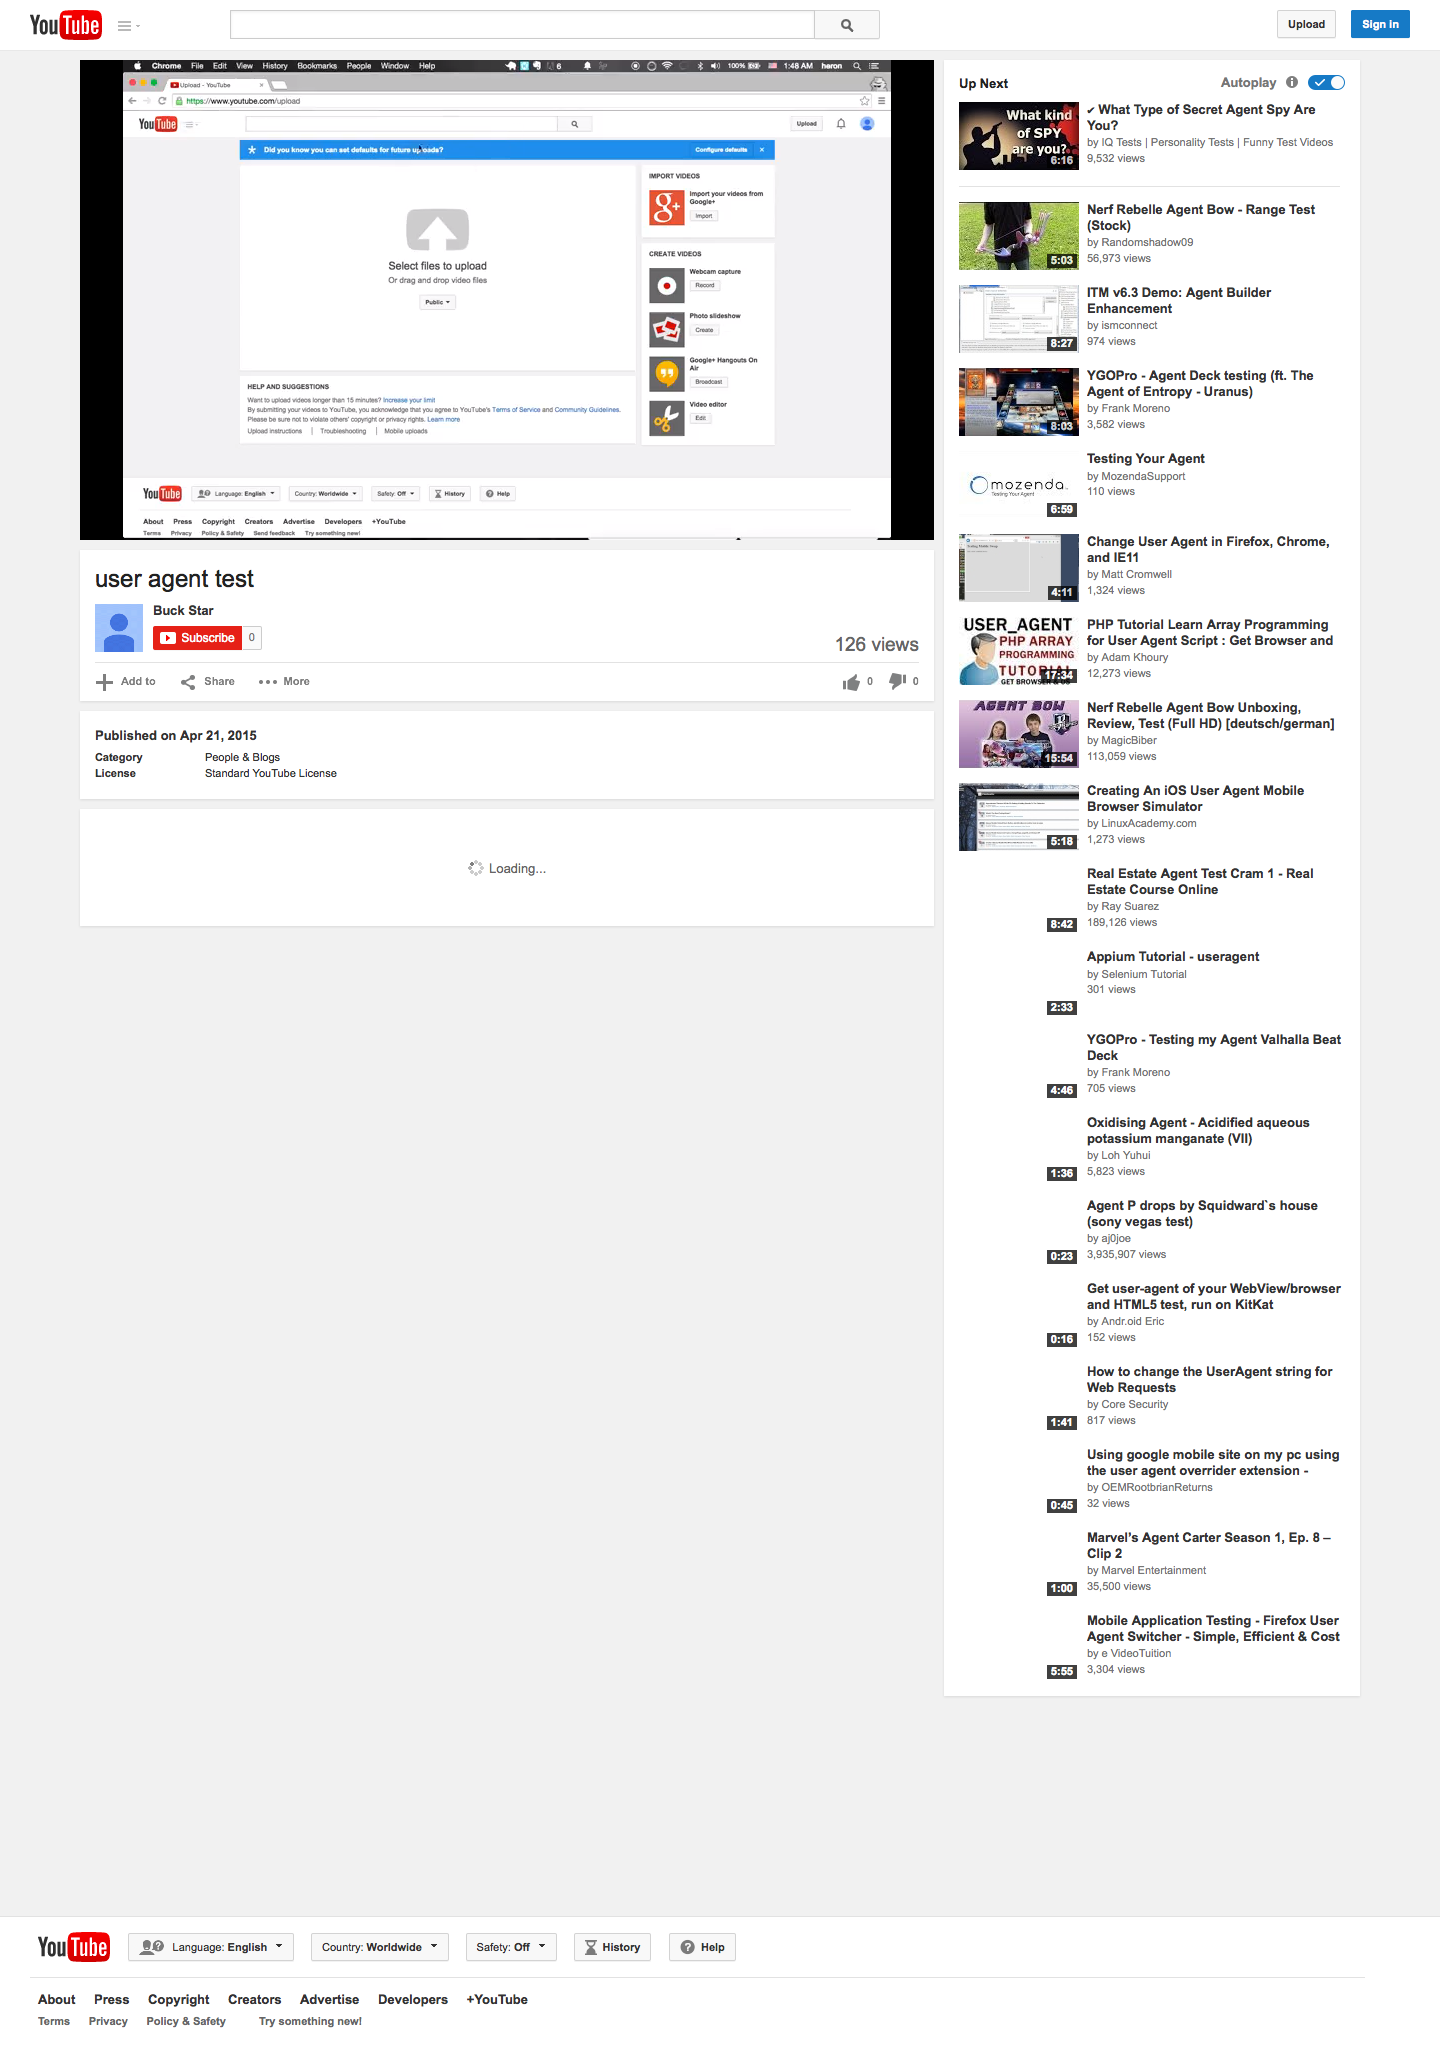 YouTube
Upload
Sign in
Chrome File Edit View History Bookmarks People Window Help 6 100% 1:48 AM heron
Upload - YouTube
https://www.youtube.com/upload
YouTube
Upload
Did you know you can set defaults for future uploads?
Configure defaults
Select files to upload
Or drag and drop video files
Public
IMPORT VIDEOS
Import your videos from
Google+
Import
CREATE VIDEOS
Webcam capture
Record
Photo slideshow
Create
Google+ Hangouts On
Air
Broadcast
Video editor
Edit
HELP AND SUGGESTIONS
Want to upload videos longer than 15 minutes? Increase your limit
By submitting your videos to YouTube, you acknowledge that you agree to YouTube's Terms of Service and Community Guidelines.
Please be sure not to violate others' copyright or privacy rights. Learn more
Upload instructions | Troubleshooting | Mobile uploads
YouTube
Language: English
Country: Worldwide
Safety: Off
History
Help
About Press Copyright Creators Advertise Developers +YouTube
Terms Privacy Policy & Safety Send feedback Try something new!
user agent test
Buck Star
Subscribe 0
126 views
Add to
Share
More
0
0
Published on Apr 21, 2015
Category People & Blogs
License Standard YouTube License
Loading...
Up Next
Autoplay
What kind
of SPY
are you?
6:16
✔ What Type of Secret Agent Spy Are
You?
by IQ Tests | Personality Tests | Funny Test Videos
9,532 views
5:03
Nerf Rebelle Agent Bow - Range Test
(Stock)
by Randomshadow09
56,973 views
8:27
ITM v6.3 Demo: Agent Builder
Enhancement
by ismconnect
974 views
8:03
YGOPro - Agent Deck testing (ft. The
Agent of Entropy - Uranus)
by Frank Moreno
3,582 views
mozenda
Testing Your Agent
6:59
Testing Your Agent
by MozendaSupport
110 views
4:11
Change User Agent in Firefox, Chrome,
and IE11
by Matt Cromwell
1,324 views
USER_AGENT
PHP ARRAY
PROGRAMMING
TUTORIAL
GET BROWSER & OS
17:34
PHP Tutorial Learn Array Programming
for User Agent Script : Get Browser and
by Adam Khoury
12,273 views
AGENT BOW
15:54
Nerf Rebelle Agent Bow Unboxing,
Review, Test (Full HD) [deutsch/german]
by MagicBiber
113,059 views
5:18
Creating An iOS User Agent Mobile
Browser Simulator
by LinuxAcademy.com
1,273 views
8:42
Real Estate Agent Test Cram 1 - Real
Estate Course Online
by Ray Suarez
189,126 views
2:33
Appium Tutorial - useragent
by Selenium Tutorial
301 views
4:46
YGOPro - Testing my Agent Valhalla Beat
Deck
by Frank Moreno
705 views
1:36
Oxidising Agent - Acidified aqueous
potassium manganate (VII)
by Loh Yuhui
5,823 views
0:23
Agent P drops by Squidward`s house
(sony vegas test)
by aj0joe
3,935,907 views
0:16
Get user-agent of your WebView/browser
and HTML5 test, run on KitKat
by Andr.oid Eric
152 views
1:41
How to change the UserAgent string for
Web Requests
by Core Security
817 views
0:45
Using google mobile site on my pc using
the user agent overrider extension -
by OEMRootbrianReturns
32 views
1:00
Marvel’s Agent Carter Season 1, Ep. 8 –
Clip 2
by Marvel Entertainment
35,500 views
5:55
Mobile Application Testing - Firefox User
Agent Switcher - Simple, Efficient & Cost
by e VideoTuition
3,304 views
YouTube
Language: English
Country: Worldwide
Safety: Off
History
Help
About Press Copyright Creators Advertise Developers +YouTube
Terms Privacy Policy & Safety Try something new!